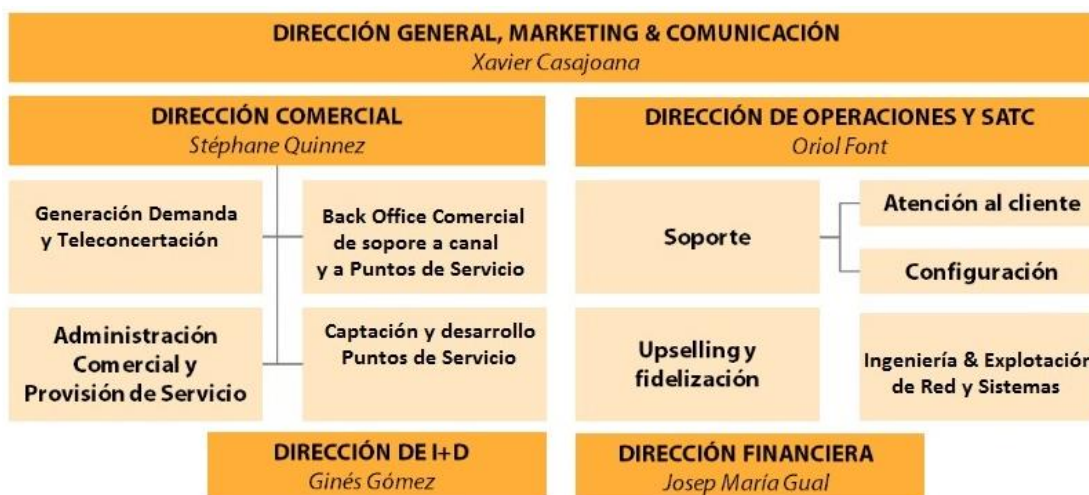 DIRECCIÓN GENERAL, MARKETING & COMUNICACIÓN
Xavier Casajoana
DIRECCIÓN COMERCIAL
Stéphane Quinnez
Generación Demanda
y Teleconcertación
Back Office Comercial
de sopore a canal
y a Puntos de Servicio
Administración
Comercial y
Provisión de Servicio
Captación y desarrollo
Puntos de Servicio
DIRECCIÓN DE OPERACIONES Y SATC
Oriol Font
Soporte
Atención al cliente
Configuración
Upselling y
fidelización
Ingeniería & Explotación
de Red y Sistemas
DIRECCIÓN DE I+D
Ginés Gómez
DIRECCIÓN FINANCIERA
Josep María Gual